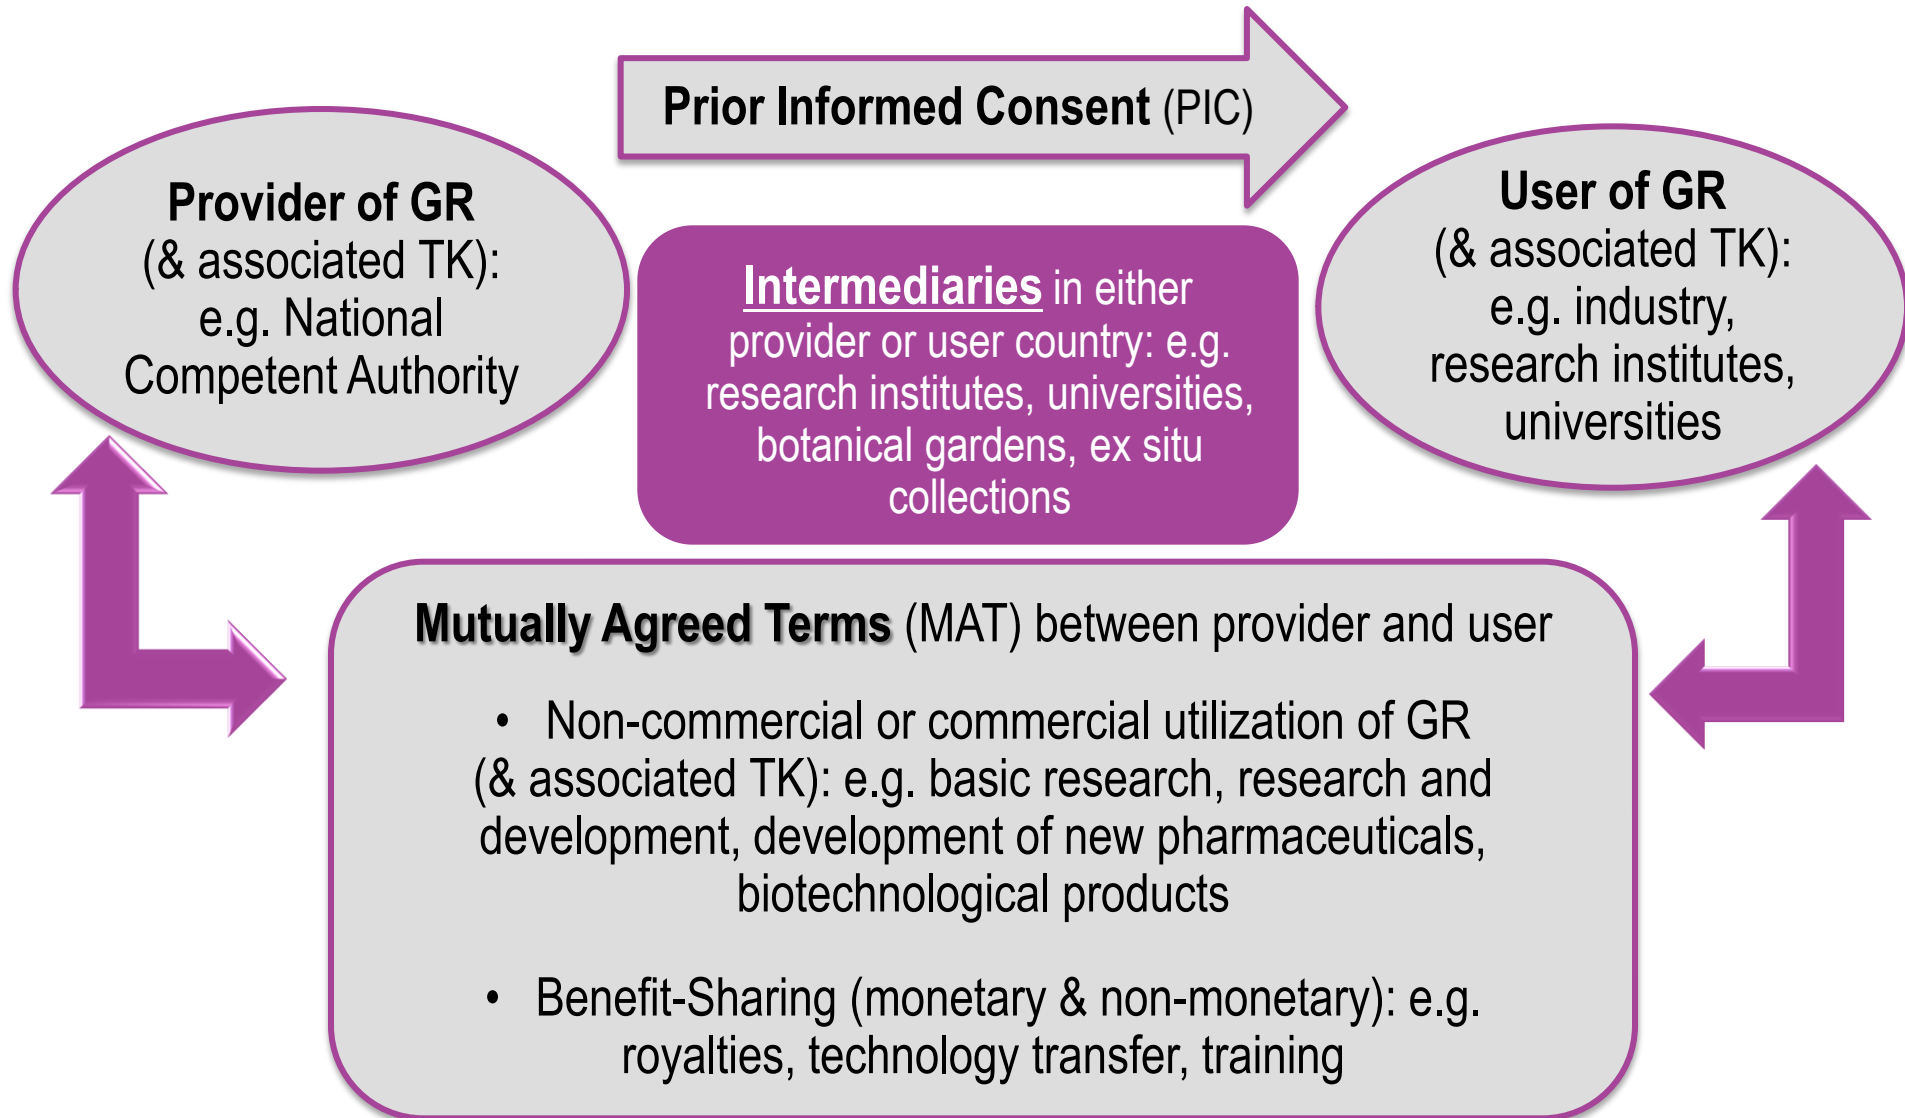 Prior Informed Consent (PIC)
Provider of GR
(& associated TK):
e.g. National
Competent Authority
Intermediaries in either
provider or user country: e.g.
research institutes, universities,
botanical gardens, ex situ
collections
User of GR
(& associated TK):
e.g. industry,
research institutes,
universities
Mutually Agreed Terms (MAT) between provider and user
• Non-commercial or commercial utilization of GR
(& associated TK): e.g. basic research, research and
development, development of new pharmaceuticals,
biotechnological products
• Benefit-Sharing (monetary & non-monetary): e.g.
royalties, technology transfer, training